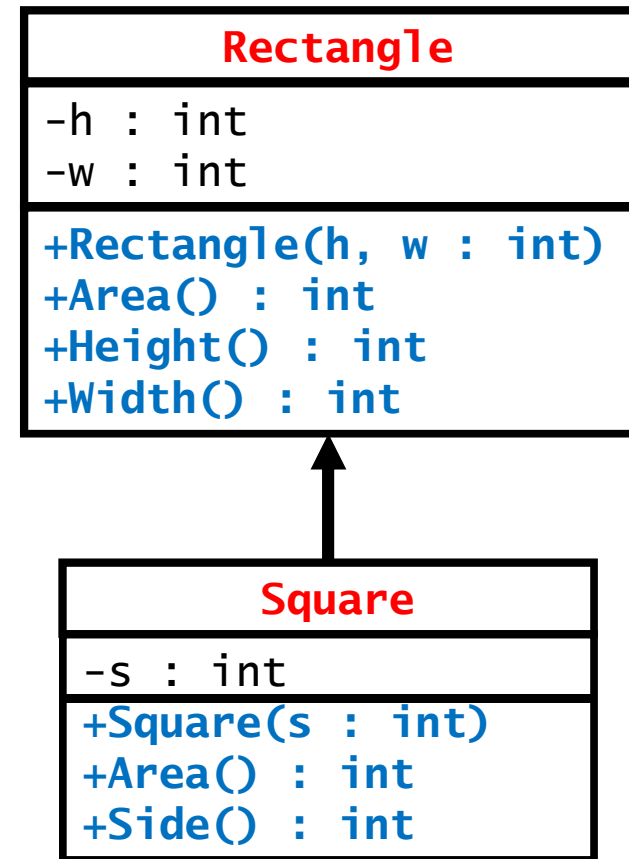 Rectangle
-h : int
-w : int
+Rectangle(h, w : int)
+Area() : int
+Height() : int
+Width() : int
Square
-s : int
+Square(s : int)
+Area() : int
+Side() : int